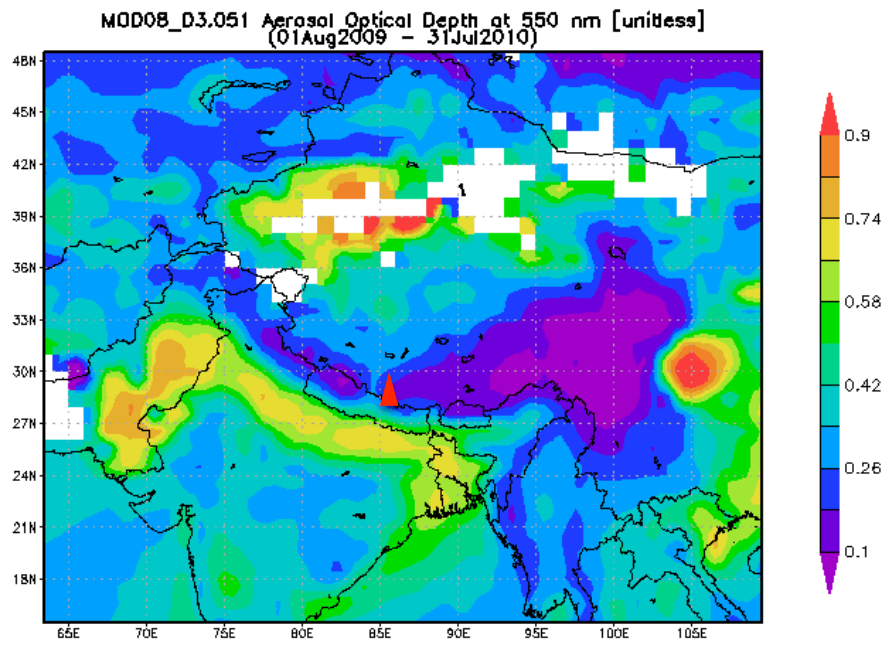 MOD08_D3.051 Aerosol Optical Depth at 550 nm [unitless]
(01Aug2009 - 31Jul2010)
48N
45N
42N
39N
36N
33N
30N
27N
24N
21N
18N
65E 70E 75E 80E 85E 90E 95E 100E 105E
0.9
0.74
0.58
0.42
0.26
0.1